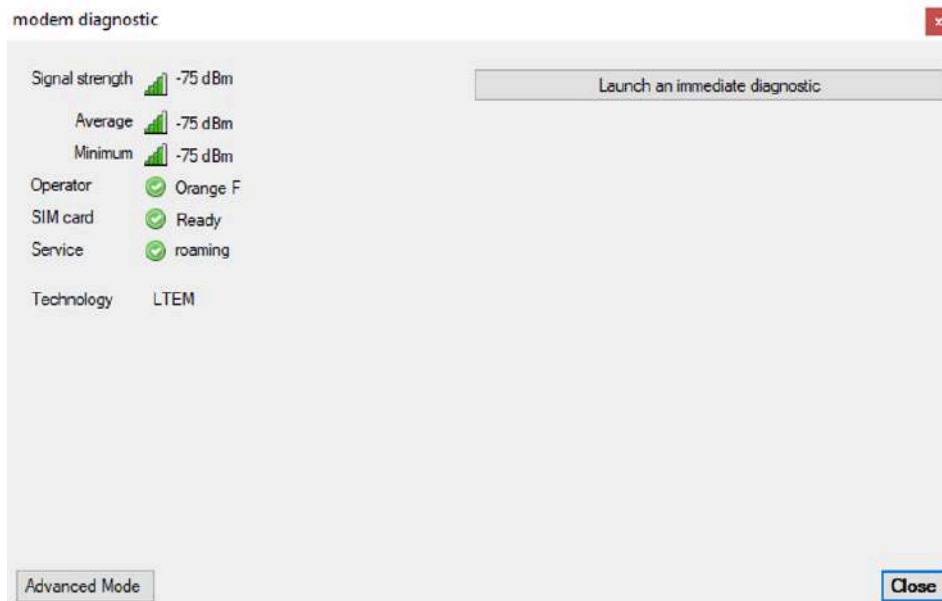 modem diagnostic
x
Signal strength -75 dBm
Launch an immediate diagnostic
Average -75 dBm
Minimum -75 dBm
Operator Orange F
SIM card Ready
Service roaming
Technology LTEM
Advanced Mode
Close